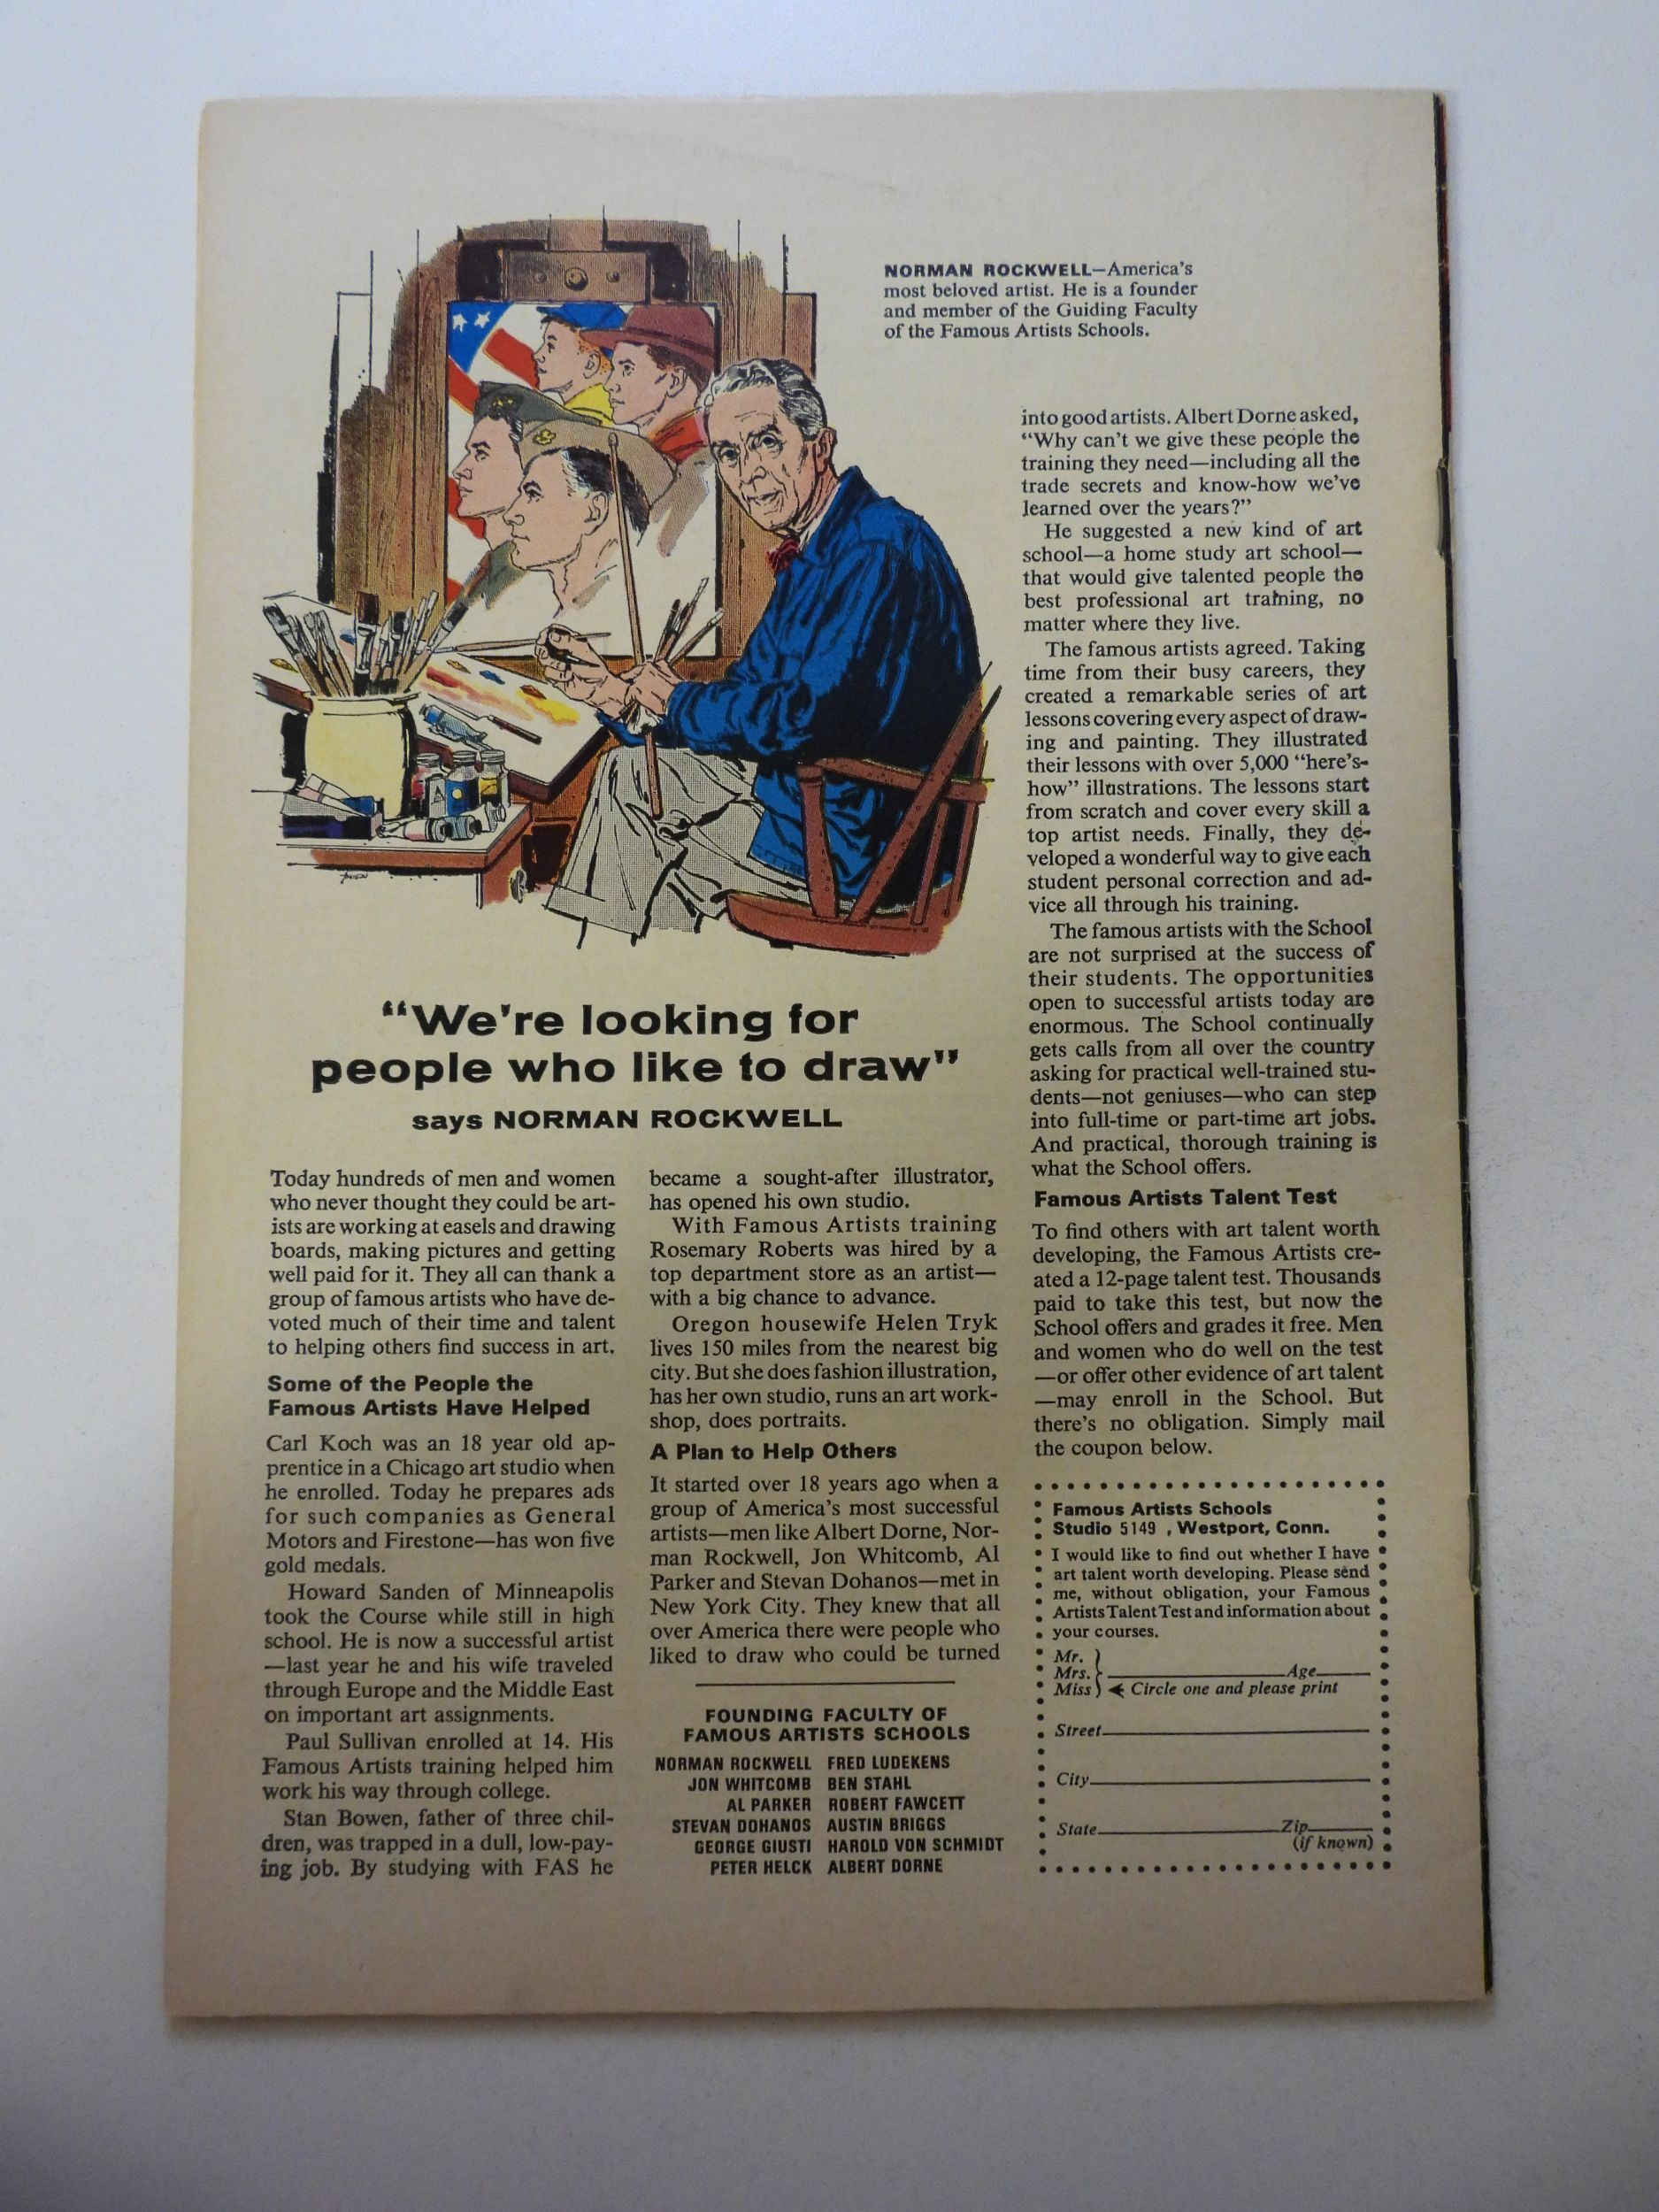 NORMAN ROCKWELL—America's
most beloved artist. He is a founder
and member of the Guiding Faculty
of the Famous Artists Schools.
"We're looking for
people who like to draw"
says NORMAN ROCKWELL
Today hundreds of men and women
who never thought they could be art-
ists are working at easels and drawing
boards, making pictures and getting
well paid for it. They all can thank a
group of famous artists who have de-
voted much of their time and talent
to helping others find success in art.
Some of the People the
Famous Artists Have Helped
Carl Koch was an 18 year old ap-
prentice in a Chicago art studio when
he enrolled. Today he prepares ads
for such companies as General
Motors and Firestone—has won five
gold medals.
Howard Sanden of Minneapolis
took the Course while still in high
school. He is now a successful artist
—last year he and his wife traveled
through Europe and the Middle East
on important art assignments.
Paul Sullivan enrolled at 14. His
Famous Artists training helped him
work his way through college.
Stan Bowen, father of three chil-
dren, was trapped in a dull, low-pay-
ing job. By studying with FAS he
became a sought-after illustrator,
has opened his own studio.
With Famous Artists training
Rosemary Roberts was hired by a
top department store as an artist—
with a big chance to advance.
Oregon housewife Helen Tryk
lives 150 miles from the nearest big
city. But she does fashion illustration,
has her own studio, runs an art work-
shop, does portraits.
A Plan to Help Others
It started over 18 years ago when a
group of America's most successful
artists—men like Albert Dorne, Nor-
man Rockwell, Jon Whitcomb, Al
Parker and Stevan Dohanos—met in
New York City. They knew that all
over America there were people who
liked to draw who could be turned
FOUNDING FACULTY OF
FAMOUS ARTISTS SCHOOLS
NORMAN ROCKWELL FRED LUDEKENS
JON WHITCOMB BEN STAHL
AL PARKER ROBERT FAWCETT
STEVAN DOHANOS AUSTIN BRIGGS
GEORGE GIUSTI HAROLD VON SCHMIDT
PETER HELCK ALBERT DORNE
into good artists. Albert Dorne asked,
"Why can't we give these people the
training they need—including all the
trade secrets and know-how we've
learned over the years?"
He suggested a new kind of art
school—a home study art school—
that would give talented people the
best professional art training, no
matter where they live.
The famous artists agreed. Taking
time from their busy careers, they
created a remarkable series of art
lessons covering every aspect of draw-
ing and painting. They illustrated
their lessons with over 5,000 "here's-
how" illustrations. The lessons start
from scratch and cover every skill a
top artist needs. Finally, they de-
veloped a wonderful way to give each
student personal correction and ad-
vice all through his training.
The famous artists with the School
are not surprised at the success of
their students. The opportunities
open to successful artists today are
enormous. The School continually
gets calls from all over the country
asking for practical well-trained stu-
dents—not geniuses—who can step
into full-time or part-time art jobs.
And practical, thorough training is
what the School offers.
Famous Artists Talent Test
To find others with art talent worth
developing, the Famous Artists cre-
ated a 12-page talent test. Thousands
paid to take this test, but now the
School offers and grades it free. Men
and women who do well on the test
—or offer other evidence of art talent
—may enroll in the School. But
there's no obligation. Simply mail
the coupon below.
Famous Artists Schools
Studio 5149 , Westport, Conn.
I would like to find out whether I have
art talent worth developing. Please send
me, without obligation, your Famous
Artists Talent Test and information about
your courses.
Mr.
Mrs. Age
Miss Circle one and please print
Street
City
State Zip
(if known)